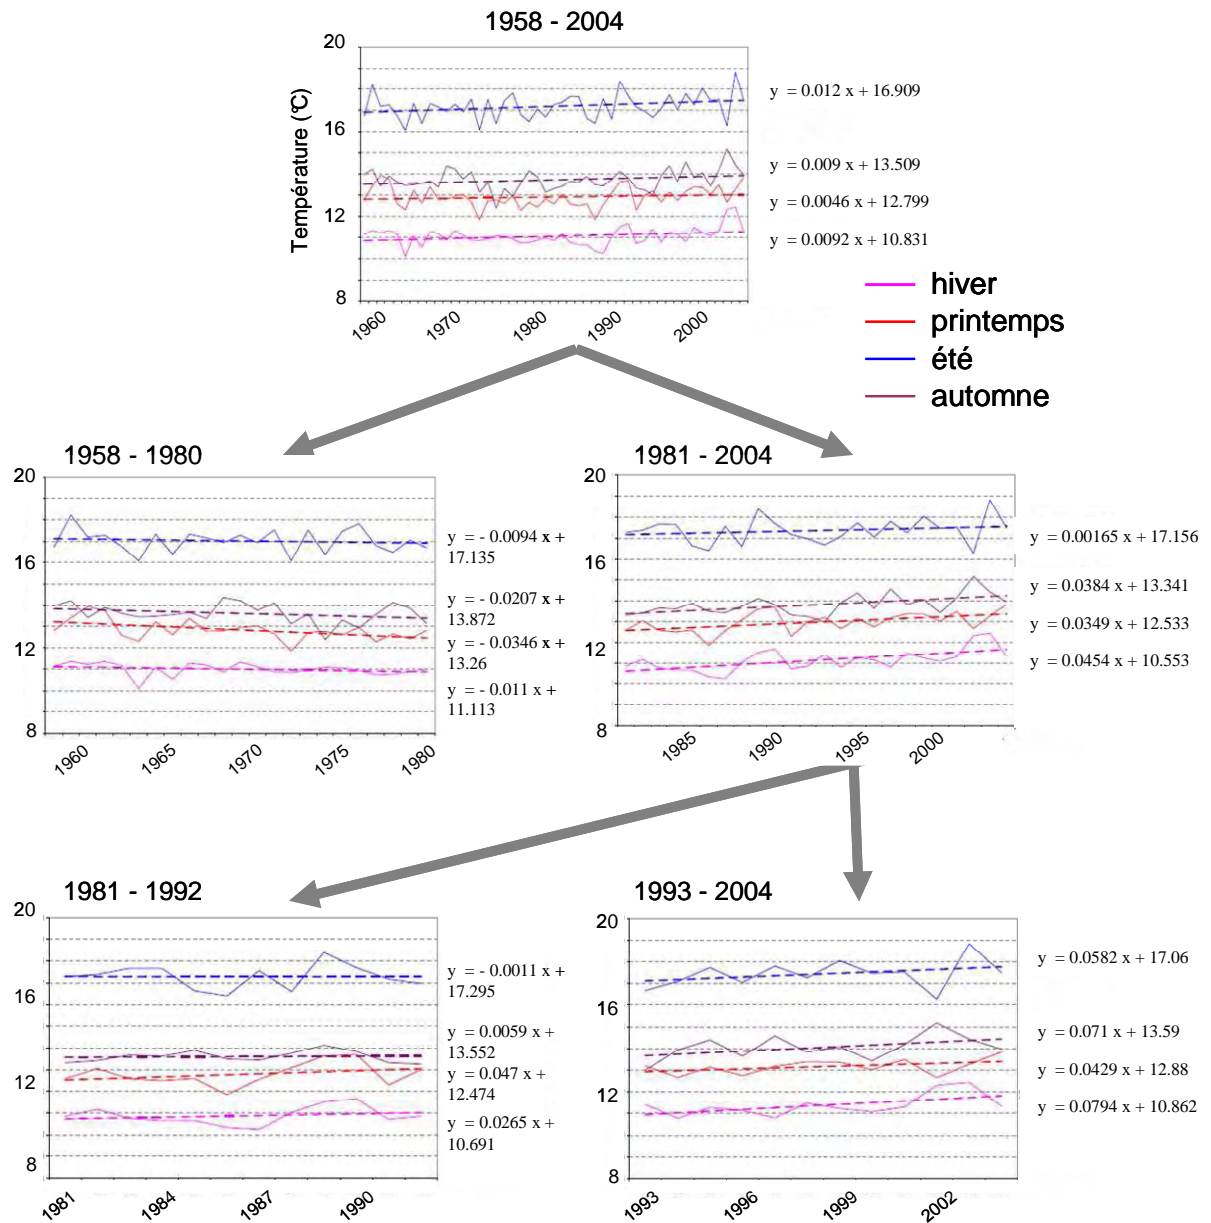 1958 - 2004
Température (°C)
20
16
12
8
1960
1970
1980
1990
2000
y = 0.012 x + 16.909
y = 0.009 x + 13.509
y = 0.0046 x + 12.799
y = 0.0092 x + 10.831
hiver
printemps
été
automne
1958 - 1980
20
16
12
8
1960
1965
1970
1975
1980
y = - 0.0094 x +
17.135
y = - 0.0207 x +
13.872
y = - 0.0346 x +
13.26
y = - 0.011 x +
11.113
1981 - 2004
20
16
12
8
1985
1990
1995
2000
y = 0.00165 x + 17.156
y = 0.0384 x + 13.341
y = 0.0349 x + 12.533
y = 0.0454 x + 10.553
1981 - 1992
20
16
12
8
1981
1984
1987
1990
y = - 0.0011 x +
17.295
y = 0.0059 x +
13.552
y = 0.047 x +
12.474
y = 0.0265 x +
10.691
1993 - 2004
20
16
12
8
1993
1996
1999
2002
y = 0.0582 x + 17.06
y = 0.071 x + 13.59
y = 0.0429 x + 12.88
y = 0.0794 x + 10.862